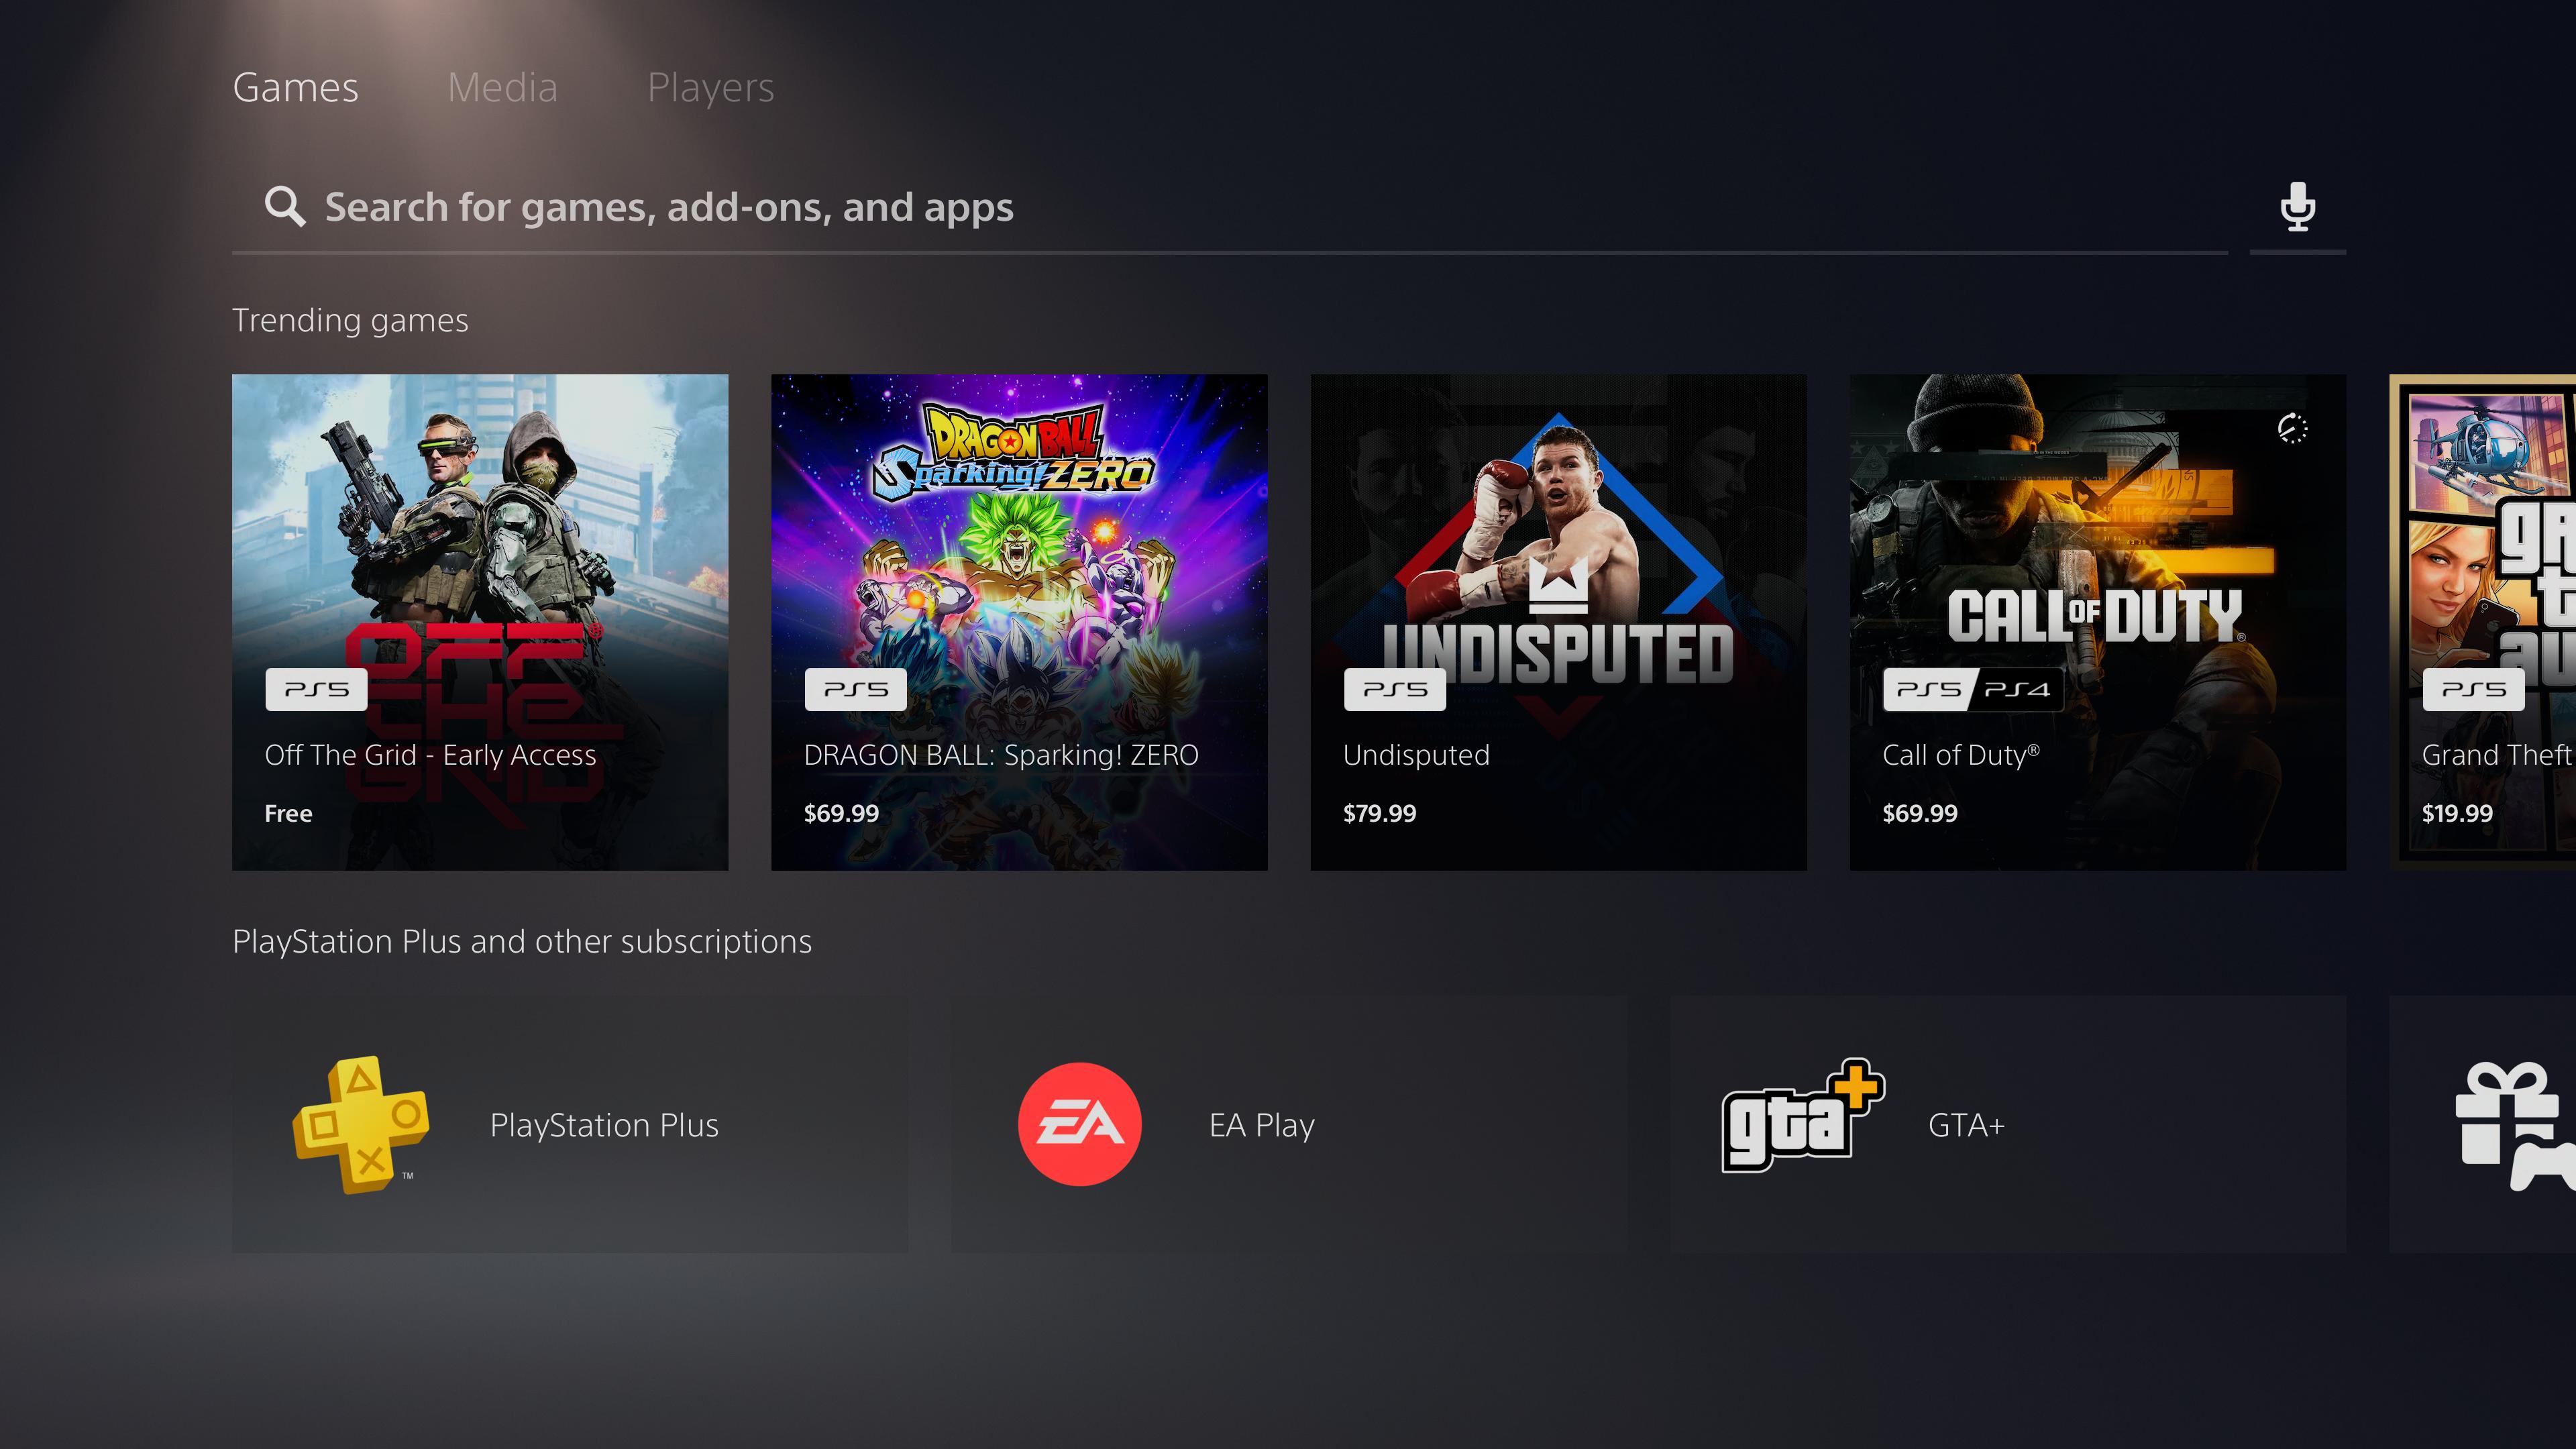 Games Media Players
Search for games, add-ons, and apps
Trending games
OFF
THE
GRID
PS5
Off The Grid - Early Access
Free
DRAGON BALL
Sparking! ZERO
PS5
DRAGON BALL: Sparking! ZERO
$69.99
UNDISPUTED
PS5
Undisputed
$79.99
CALL OF DUTY®
PS5 PS4
Call of Duty®
$69.99
PS5
Grand Theft
$19.99
PlayStation Plus and other subscriptions
TM
PlayStation Plus
EA
EA Play
gta+
GTA+